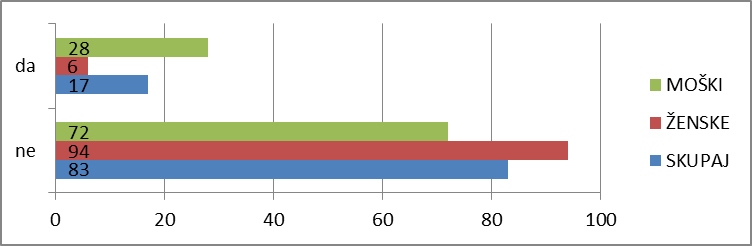 da
28
6
17
ne
72
94
83
0 20 40 60 80 100
MOŠKI
ŽENSKE
SKUPAJ